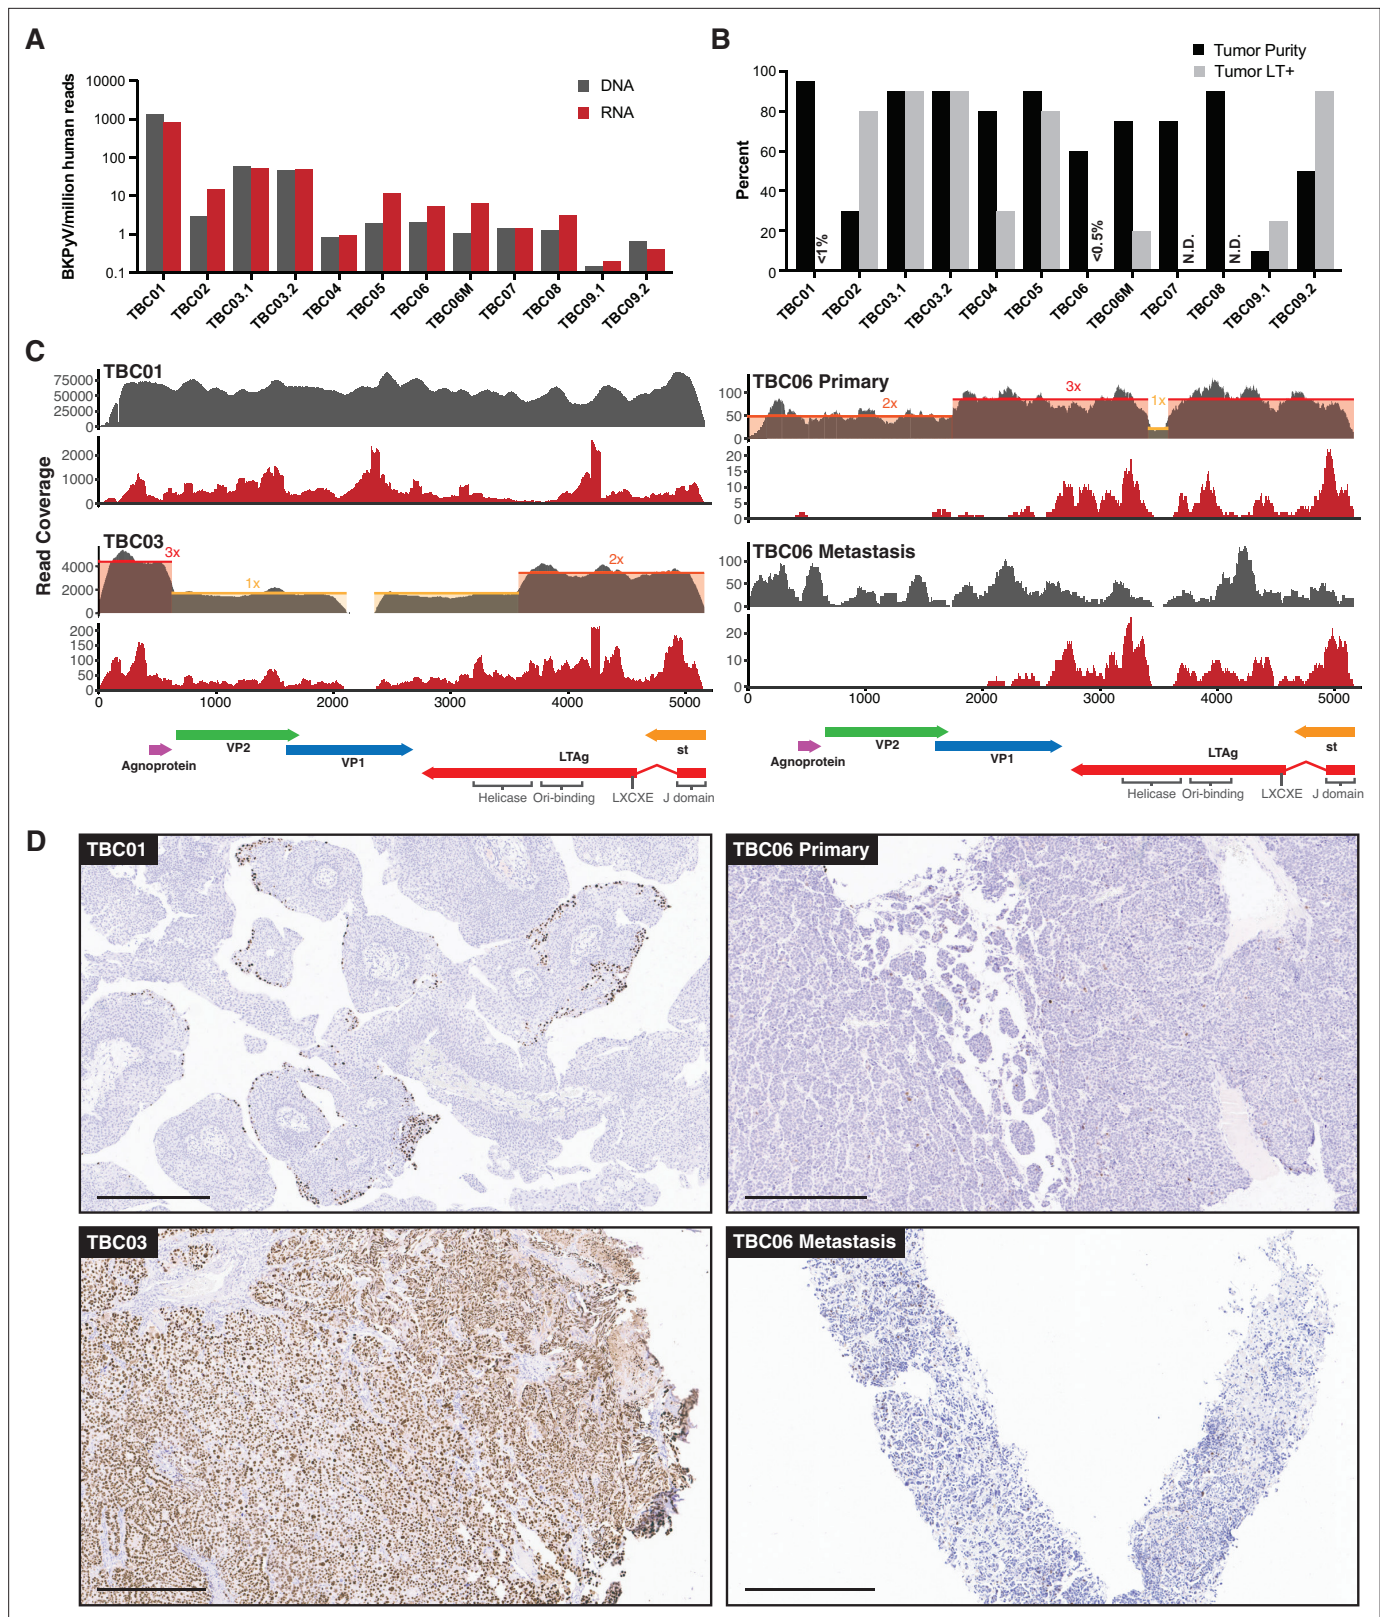 A
BKPyV/million human reads
10000
1000
100
10
1
0.1
DNA
RNA
TBC01
TBC02
TBC03.1
TBC03.2
TBC04
TBC05
TBC06
TBC06M
TBC07
TBC08
TBC09.1
TBC09.2
B
Percent
100
80
60
40
20
0
Tumor Purity
Tumor LT+
<1%
<0.5%
N.D.
N.D.
TBC01
TBC02
TBC03.1
TBC03.2
TBC04
TBC05
TBC06
TBC06M
TBC07
TBC08
TBC09.1
TBC09.2
C
Read Coverage
TBC01
75000
50000
25000
0
2000
1000
0
TBC03
3x
1x
2x
4000
2000
0
200
150
100
50
0
0 1000 2000 3000 4000 5000
Agnoprotein
VP2
VP1
LTAg
st
Helicase
Ori-binding
LXCXE
J domain
TBC06 Primary
2x
3x
1x
100
50
0
20
15
10
5
0
TBC06 Metastasis
100
50
0
20
10
0
0 1000 2000 3000 4000 5000
Agnoprotein
VP2
VP1
LTAg
st
Helicase
Ori-binding
LXCXE
J domain
D
TBC01
TBC06 Primary
TBC03
TBC06 Metastasis